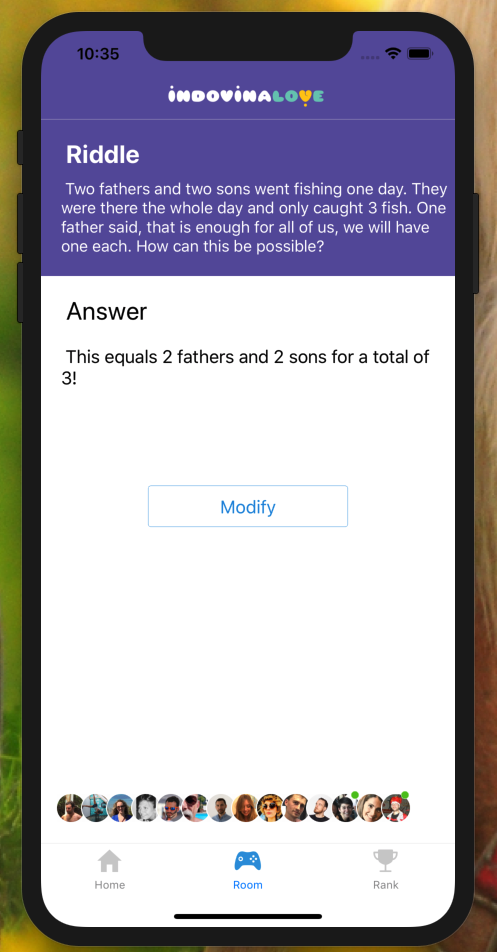 10:35
iNDOViNALOVE
Riddle
Two fathers and two sons went fishing one day. They
were there the whole day and only caught 3 fish. One
father said, that is enough for all of us, we will have
one each. How can this be possible?
Answer
This equals 2 fathers and 2 sons for a total of
3!
Modify
Home
Room
Rank